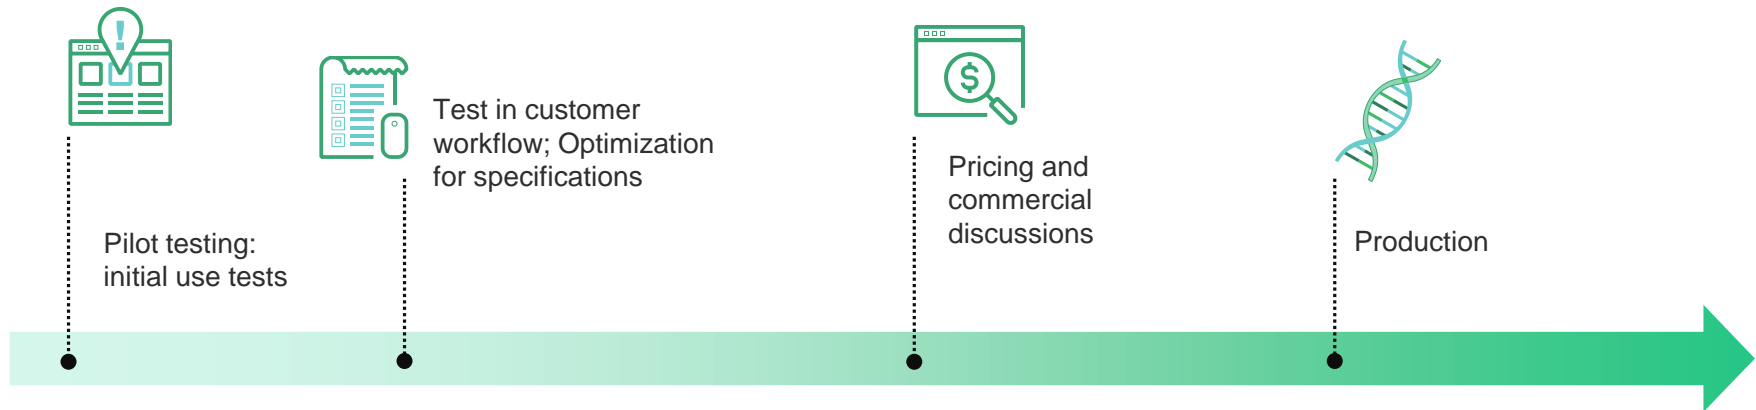 Pilot testing:
initial use tests
Test in customer
workflow; Optimization
for specifications
$
Pricing and
commercial
discussions
Production